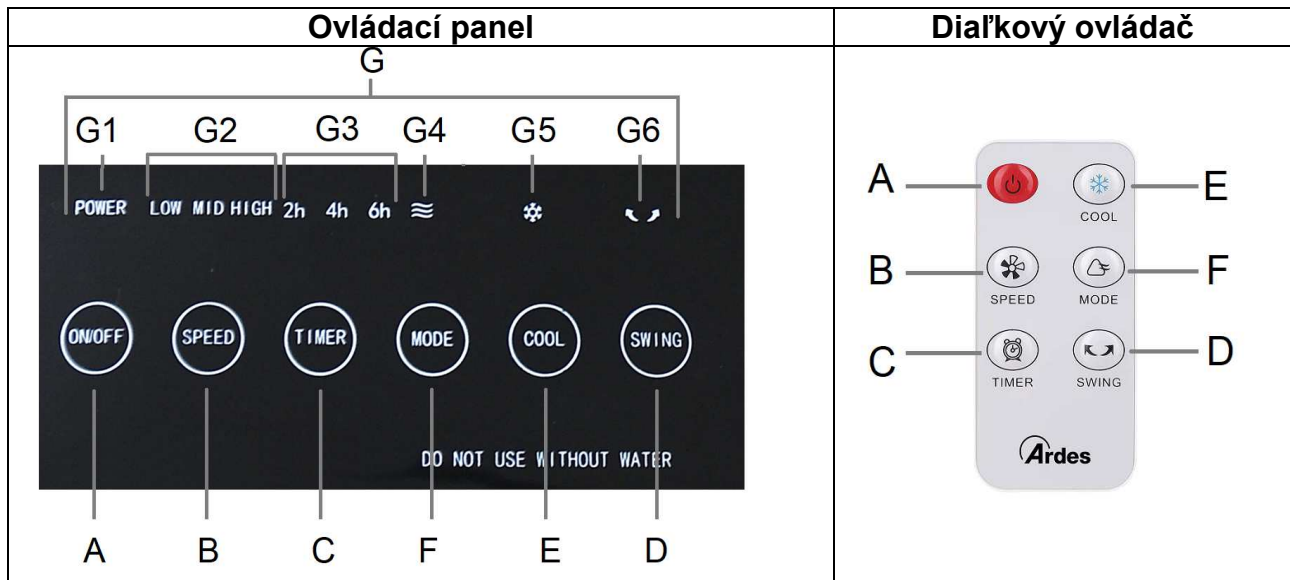 Ovládací panel
Diaľkový ovládač
G
G1 G2 G3 G4 G5 G6
POWER LOW MID HIGH 2h 4h 6h
ON/OFF SPEED TIMER MODE COOL SWING
DO NOT USE WITHOUT WATER
A B C F E D
A E
COOL
B F
SPEED MODE
C D
TIMER SWING
Ardes